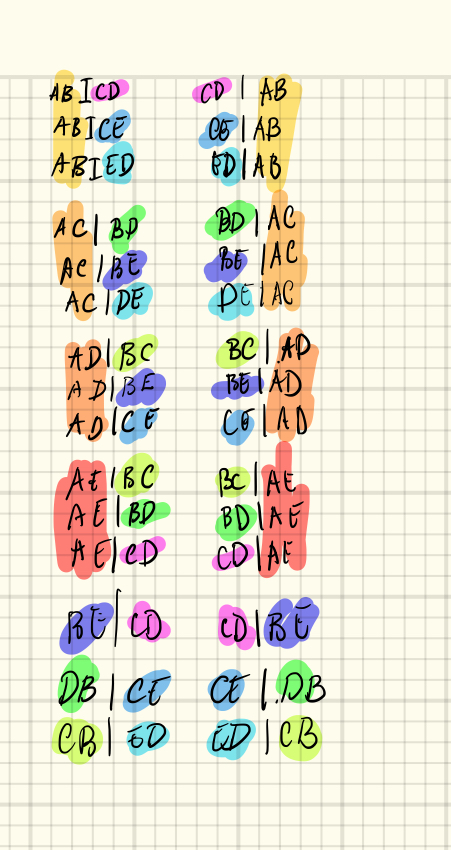 AB I CD CD | AB
AB I CE CE | AB
AB I ED ED | AB
AC | BD BD | AC
AC | BE BE | AC
AC | DE DE | AC
AD | BC BC | AD
AD | BE BE | AD
AD | CE CE | AD
AE | BC BC | AE
AE | BD BD | AE
AE | CD CD | AE
BE | CD CD | BE
DB | CE CE | DB
CB | ED ED | CB